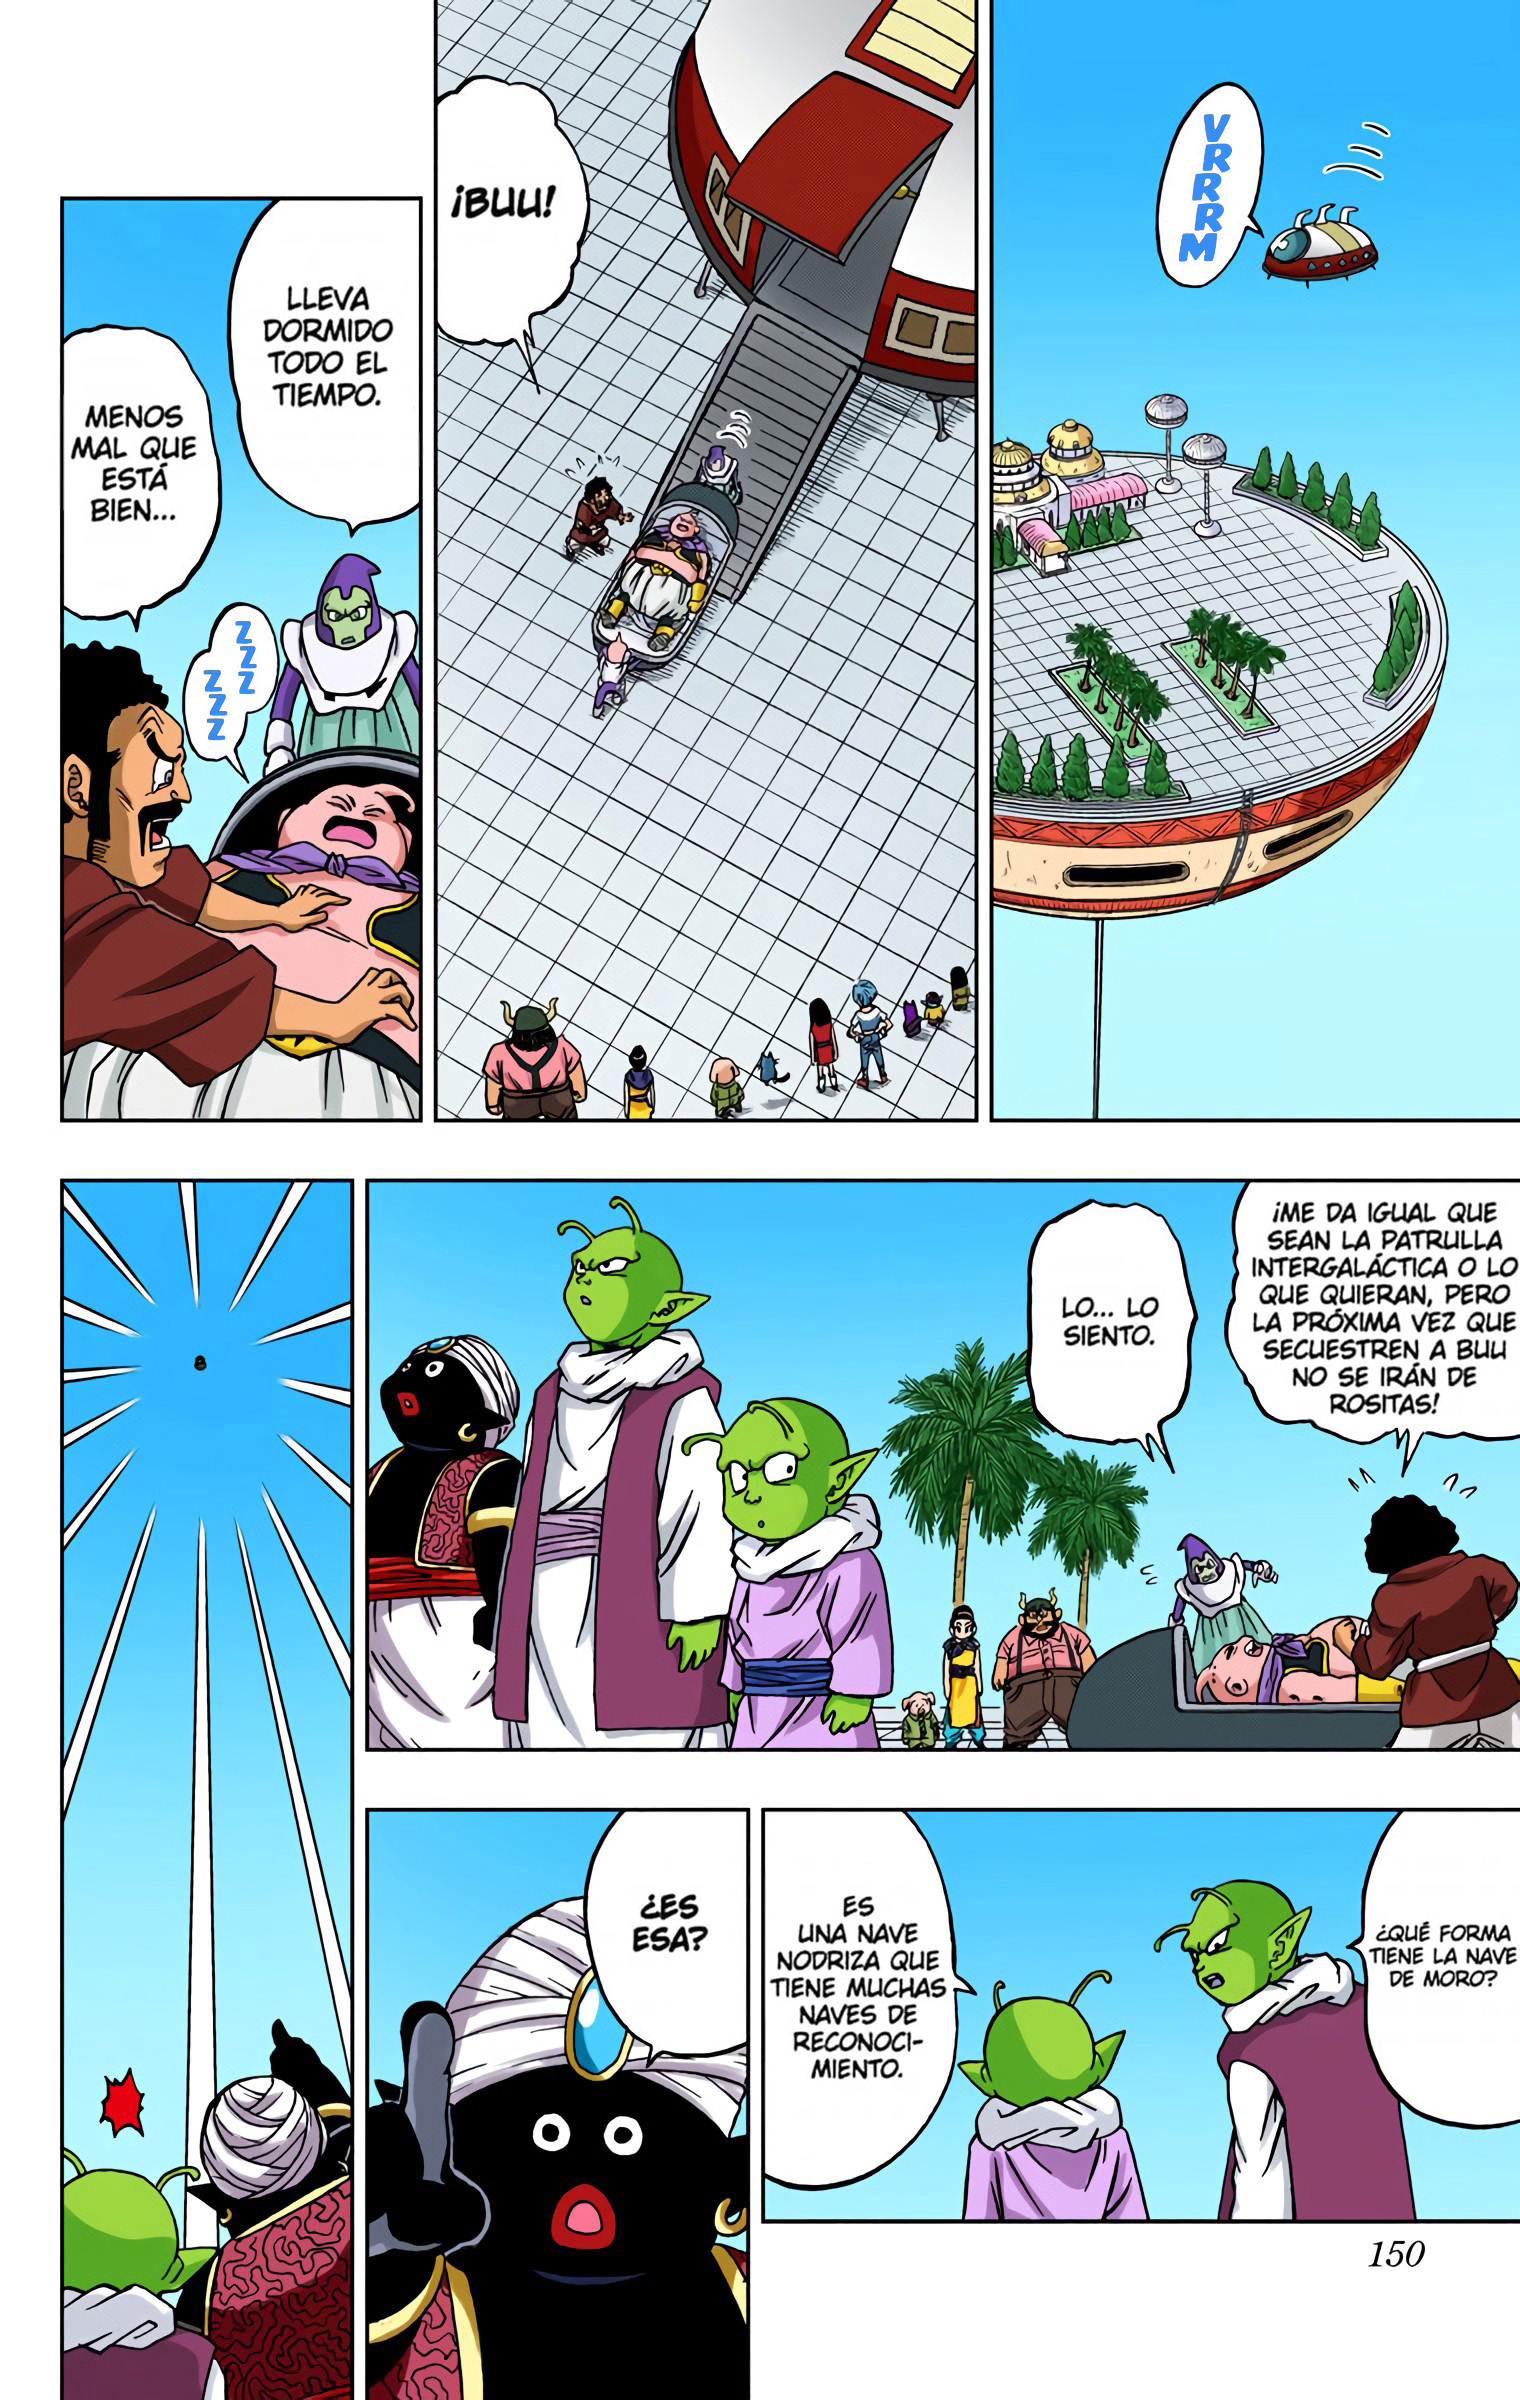 VRRRM
¡BUU!
LLEVA
DORMIDO
TODO EL
TIEMPO.
MENOS
MAL QUE
ESTÁ
BIEN...
ZZZ
ZZZ
¡ME DA IGUAL QUE
SEAN LA PATRULLA
INTERGALÁCTICA O LO
QUE QUIERAN, PERO
LA PRÓXIMA VEZ QUE
SECUESTREN A BUU
NO SE IRÁN DE
ROSITAS!
LO... LO
SIENTO.
¿QUÉ FORMA
TIENE LA NAVE
DE MORO?
ES
UNA NAVE
NODRIZA QUE
TIENE MUCHAS
NAVES DE
RECONOCI-
MIENTO.
¿ES
ESA?
150